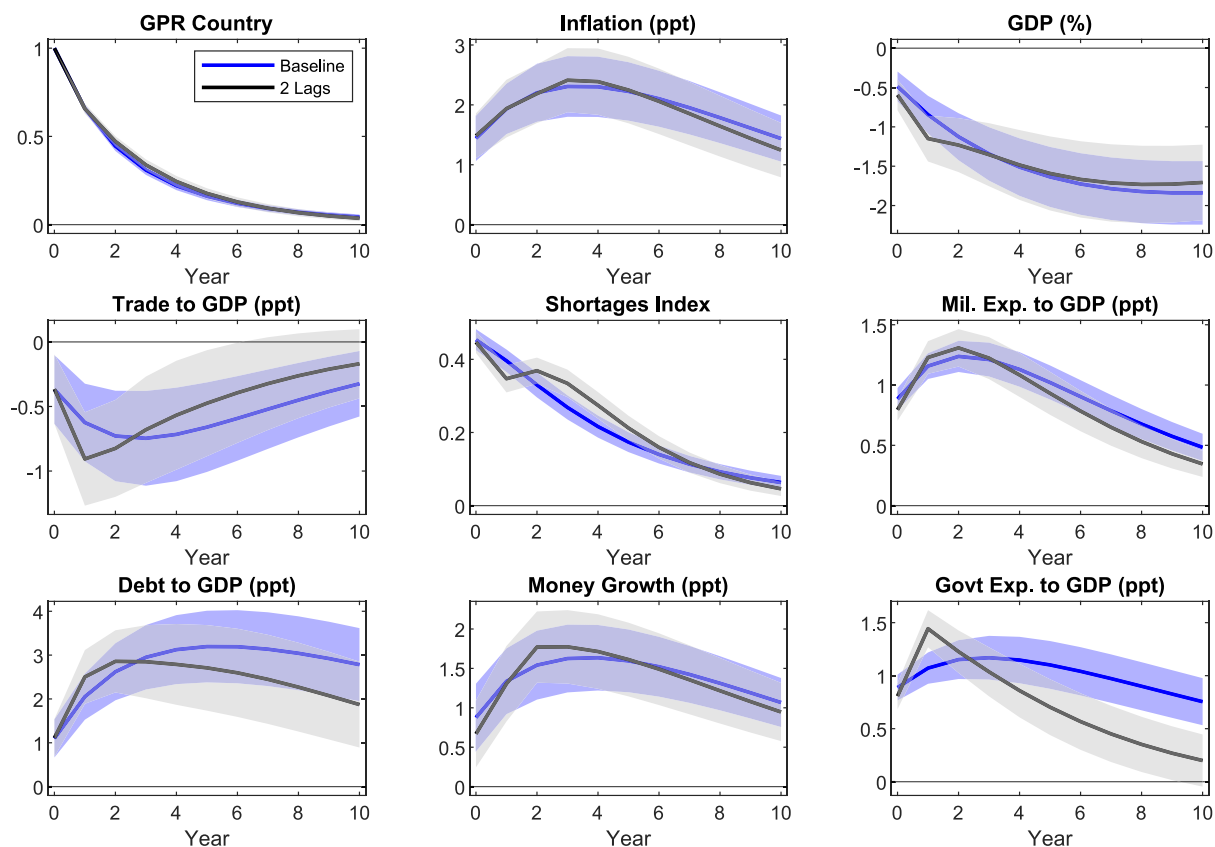 GPR Country
1
0.5
0
0 2 4 6 8 10
Year
Baseline
2 Lags
Inflation (ppt)
3
2
1
0
0 2 4 6 8 10
Year
GDP (%)
0
-0.5
-1
-1.5
-2
0 2 4 6 8 10
Year
Trade to GDP (ppt)
0
-0.5
-1
0 2 4 6 8 10
Year
Shortages Index
0.4
0.2
0
0 2 4 6 8 10
Year
Mil. Exp. to GDP (ppt)
1.5
1
0.5
0
0 2 4 6 8 10
Year
Debt to GDP (ppt)
4
3
2
1
0
0 2 4 6 8 10
Year
Money Growth (ppt)
2
1.5
1
0.5
0
0 2 4 6 8 10
Year
Govt Exp. to GDP (ppt)
1.5
1
0.5
0
0 2 4 6 8 10
Year